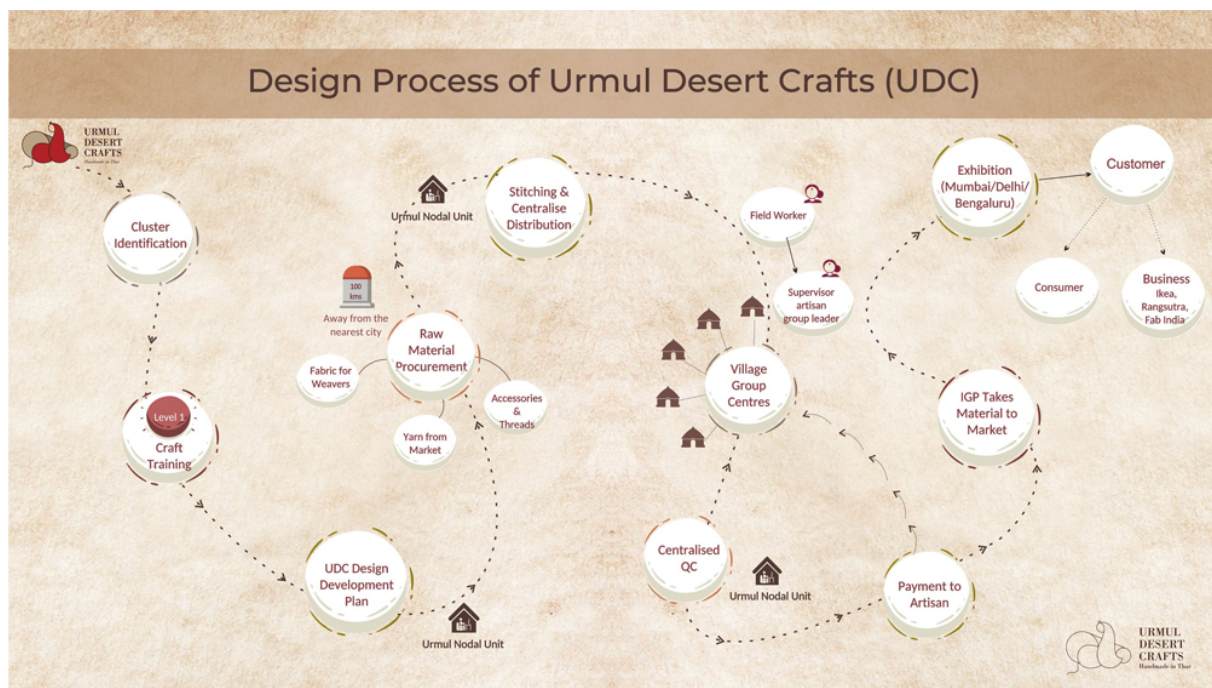 Design Process of Urmul Desert Crafts (UDC)
URMUL
DESERT
CRAFTS
Handmade in Thar
Cluster
Identification
Level 1
Craft
Training
UDC Design
Development
Plan
Urmul Nodal Unit
Raw
Material
Procurement
Fabric for
Weavers
Yarn from
Market
Accessories
&
Threads
100
kms
Away from the
nearest city
Urmul Nodal Unit
Stitching &
Centralise
Distribution
Field Worker
Supervisor
artisan
group leader
Village
Group
Centres
Centralised
QC
Urmul Nodal Unit
Payment to
Artisan
IGP Takes
Material to
Market
Exhibition
(Mumbai/Delhi/
Bengaluru)
Customer
Consumer
Business
Ikea,
Rangsutra,
Fab India
URMUL
DESERT
CRAFTS
Handmade in Thar